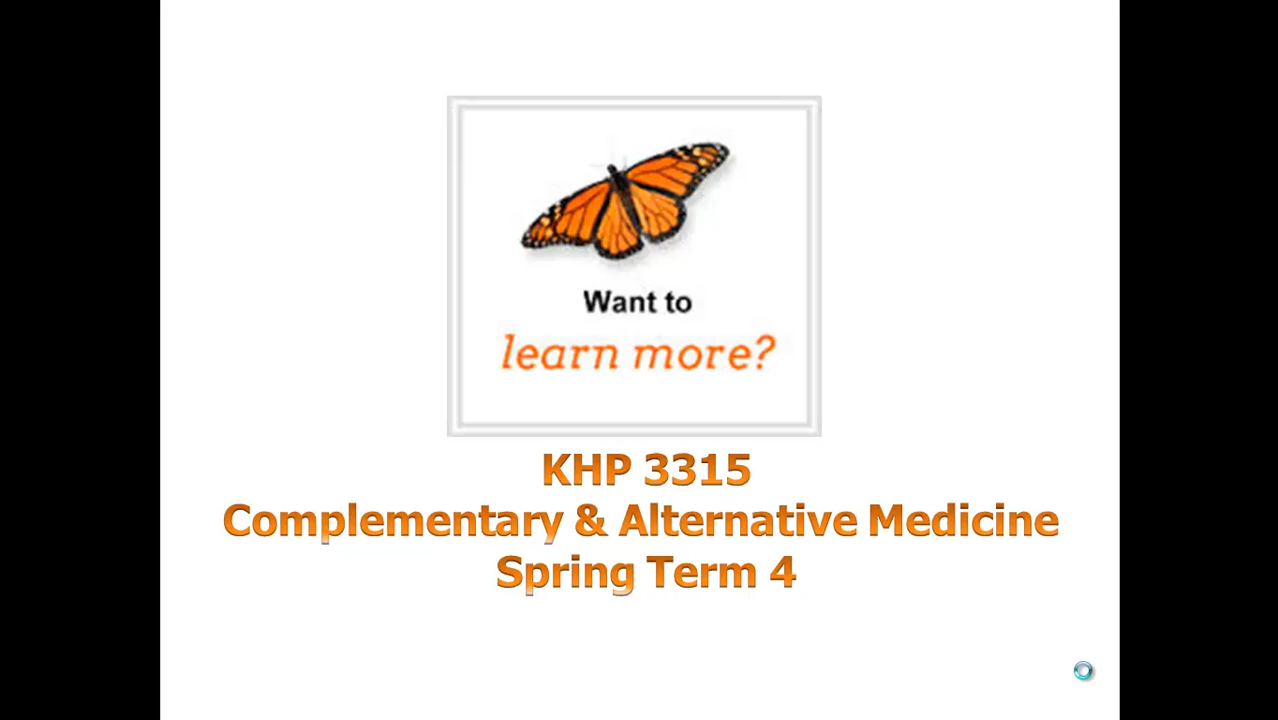 Want to
learn more?
KHP 3315
Complementary & Alternative Medicine
Spring Term 4